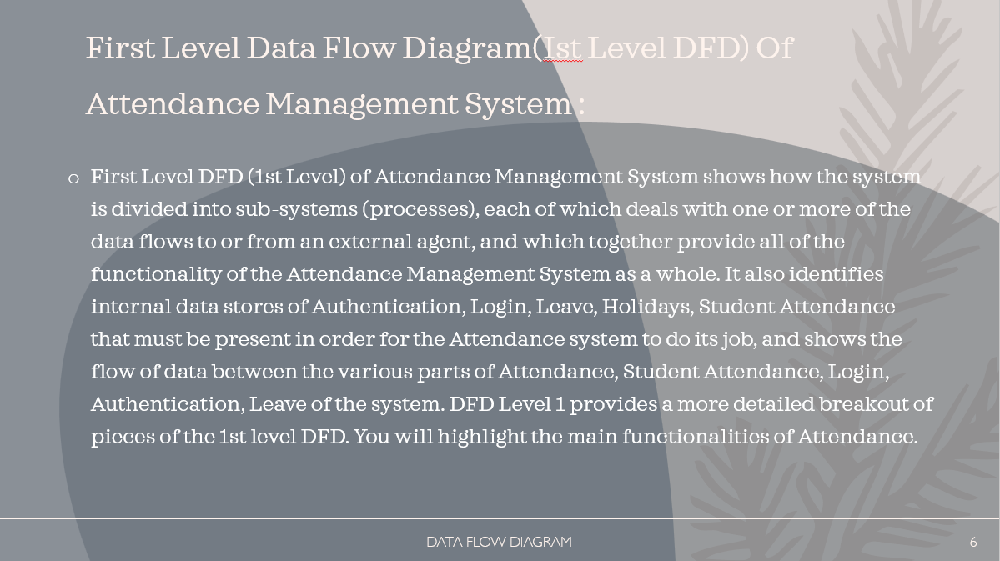 First Level Data Flow Diagram(Ist Level DFD) Of
Attendance Management System :
o First Level DFD (1st Level) of Attendance Management System shows how the system
is divided into sub-systems (processes), each of which deals with one or more of the
data flows to or from an external agent, and which together provide all of the
functionality of the Attendance Management System as a whole. It also identifies
internal data stores of Authentication, Login, Leave, Holidays, Student Attendance
that must be present in order for the Attendance system to do its job, and shows the
flow of data between the various parts of Attendance, Student Attendance, Login,
Authentication, Leave of the system. DFD Level 1 provides a more detailed breakout of
pieces of the 1st level DFD. You will highlight the main functionalities of Attendance.
DATA FLOW DIAGRAM
6